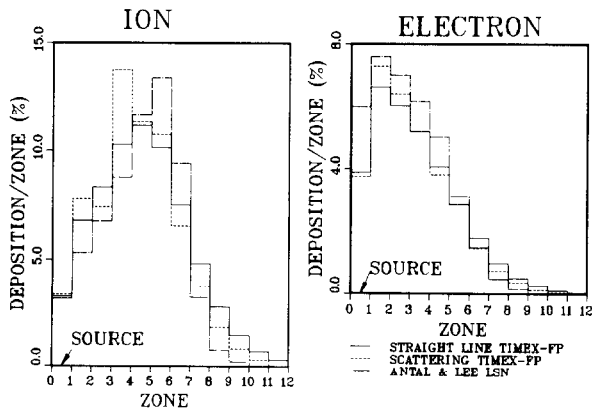 ION
DEPOSITION/ZONE (%)
15.0
10.0
5.0
0.0
SOURCE
0 1 2 3 4 5 6 7 8 9 10 11 12
ZONE
ELECTRON
DEPOSITION/ZONE (%)
8.0
4.0
0.0
SOURCE
0 1 2 3 4 5 6 7 8 9 10 11 12
ZONE
STRAIGHT LINE TIMEX-FP
SCATTERING TIMEX-FP
ANTAL & LEE LSN